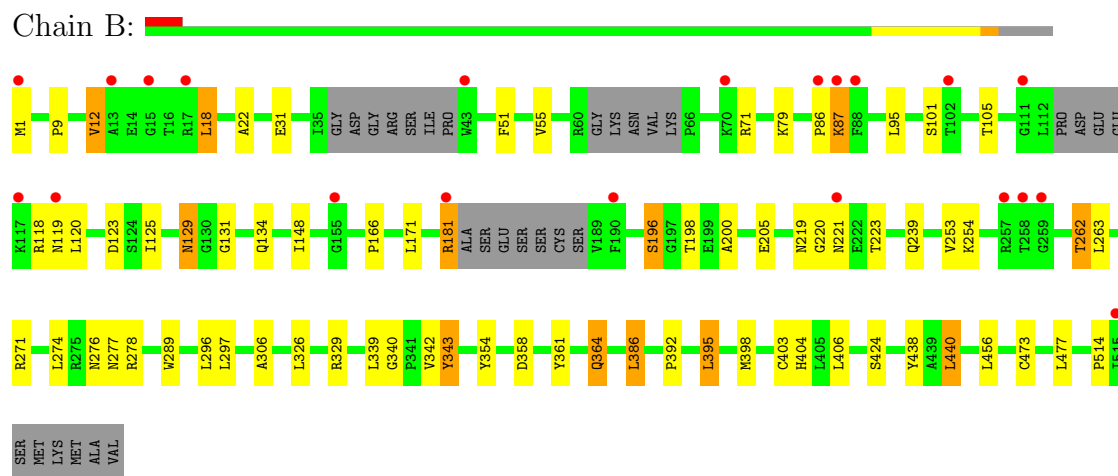 Chain B:
M1 P9 V12 A13 E14 G15 T16 R17 L18 A22 E31 I35 GLY ASP GLY ARG SER ILE PRO W43 F51 V55 R60 GLY LYS ASN VAL LYS P66 K70 R71 K79 P86 K87 F88 L95 S101 T102 T105 G111 L112 PRO ASP GLU GLU
K117 R118 N119 L120 D123 S124 I125 N129 G130 G131 Q134 I148 G155 P166 L171 R181 ALA SER GLU SER SER CYS SER V189 F190 S196 G197 T198 E199 A200 E205 N219 G220 N221 E222 T223 Q239 V253 K254 R257 T258 G259 T262 L263
R271 L274 R275 N276 N277 R278 W289 L296 L297 A306 L326 R329 L339 G340 P341 V342 Y343 Y354 D358 Y361 Q364 L386 P392 L395 M398 C403 H404 L405 L406 S424 Y438 A439 L440 L456 C473 L477 P514 I515
SER MET LYS MET ALA VAL